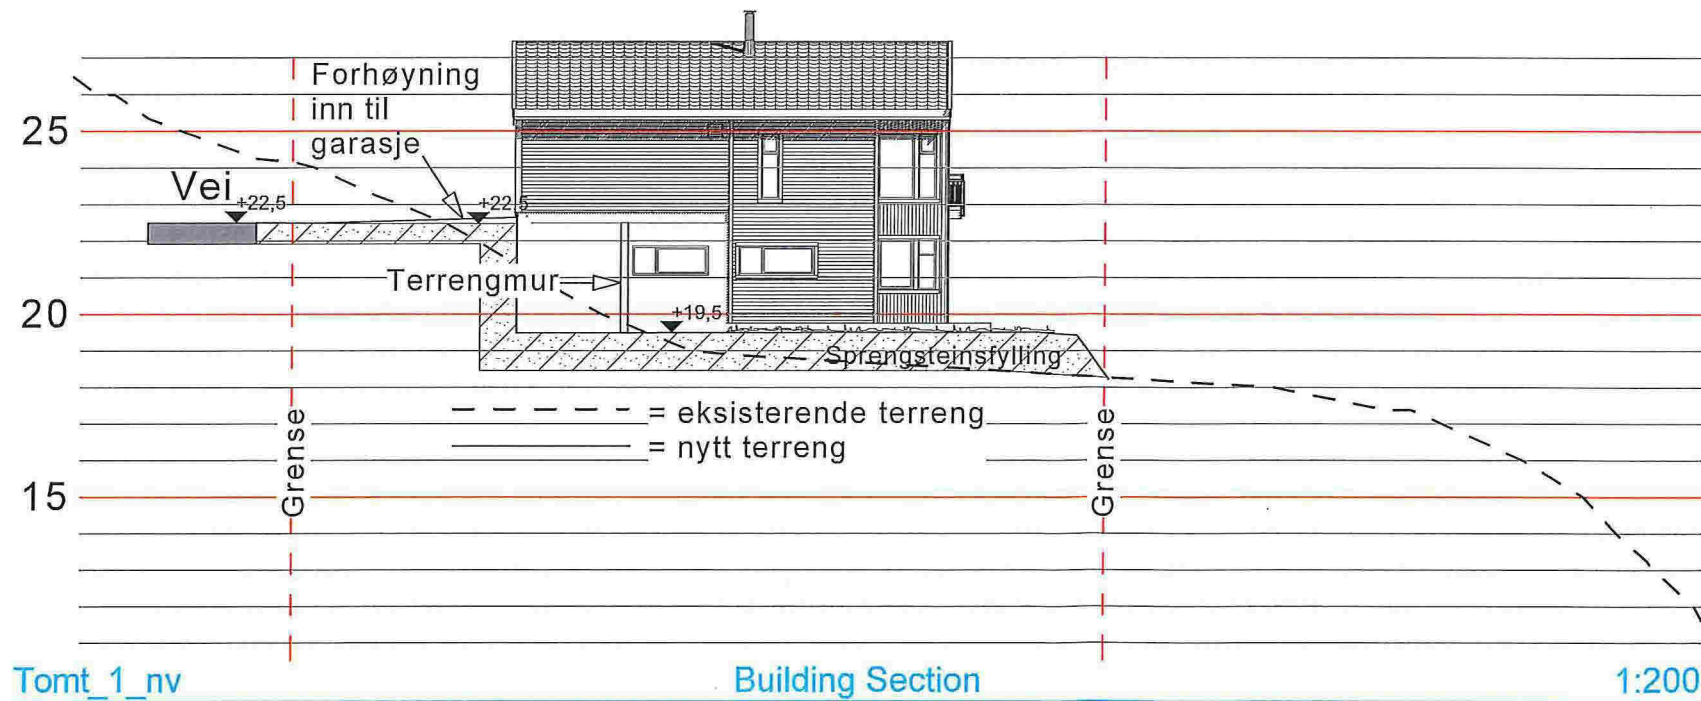 Forhøyning
inn til
garasje
25
Vei
+22,5
+22,5
Terrengmur
20
+19,5
Sprengsteinsfylling
= eksisterende terreng
= nytt terreng
Grense
Grense
15
Tomt_1_nv
Building Section
1:200